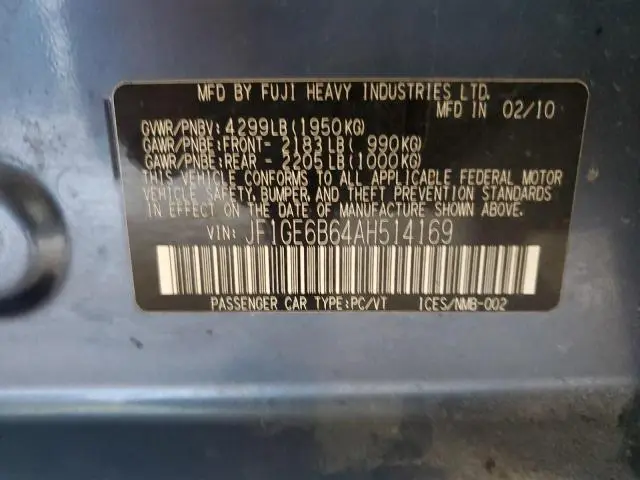 MFD BY FUJI HEAVY INDUSTRIES LTD.
MFD IN 02/10
GVWR/PNBV: 4299LB(1950KG)
GAWR/PNBE:FRONT- 2183LB( 990KG)
GAWR/PNBE:REAR - 2205LB(1000KG)
THIS VEHICLE CONFORMS TO ALL APPLICABLE FEDERAL MOTOR
VEHICLE SAFETY, BUMPER, AND THEFT PREVENTION STANDARDS
IN EFFECT ON THE DATE OF MANUFACTURE SHOWN ABOVE.
VIN: JF1GE6B64AH514169
PASSENGER CAR TYPE:PC/VT ICES/NMB-002